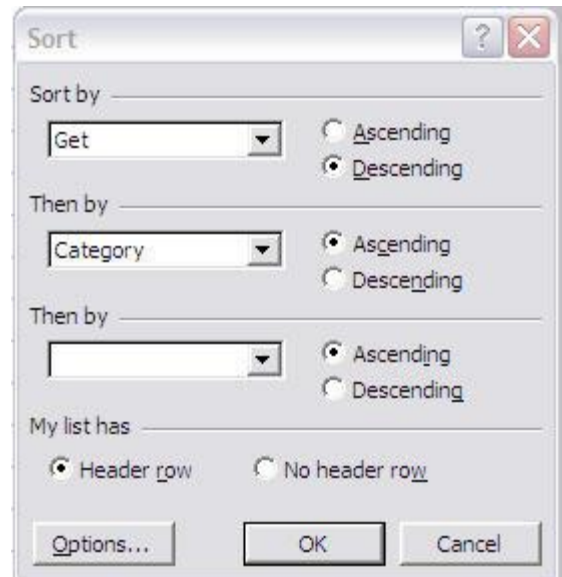 Sort
?
Sort by
Get
Ascending
Descending
Then by
Category
Ascending
Descending
Then by
Ascending
Descending
My list has
Header row
No header row
Options...
OK
Cancel